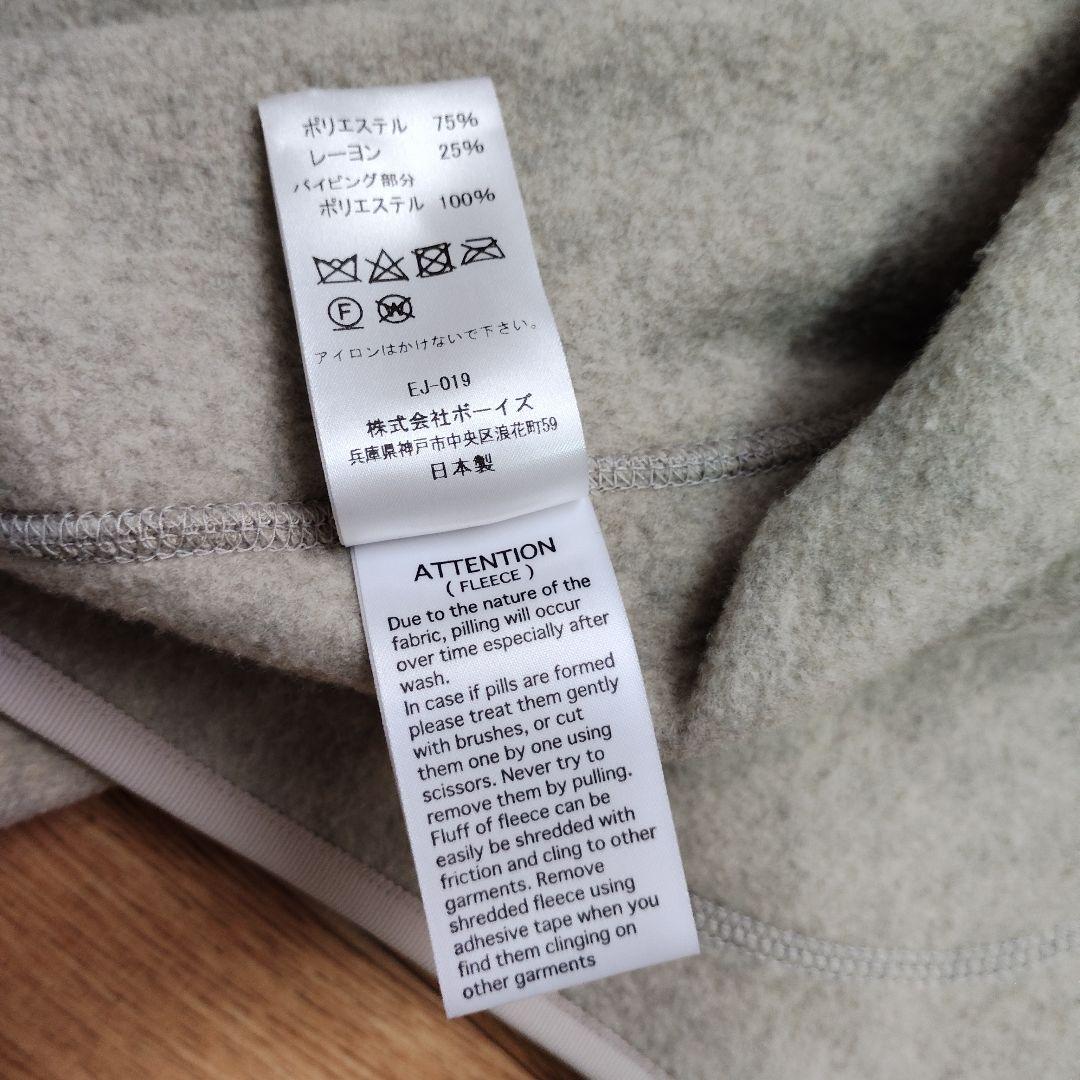 ポリエステル 75%
レーヨン 25%
パイピング部分
ポリエステル 100%
F W
アイロンはかけないで下さい。
EJ-019
株式会社ボーイズ
兵庫県神戸市中央区浪花町59
日本製
ATTENTION
( FLEECE )
Due to the nature of the
fabric, pilling will occur
over time especially after
wash.
In case if pills are formed
please treat them gently
with brushes, or cut
them one by one using
scissors. Never try to
remove them by pulling.
Fluff of fleece can be
easily be shredded with
friction and cling to other
garments. Remove
shredded fleece using
adhesive tape when you
find them clinging on
other garments